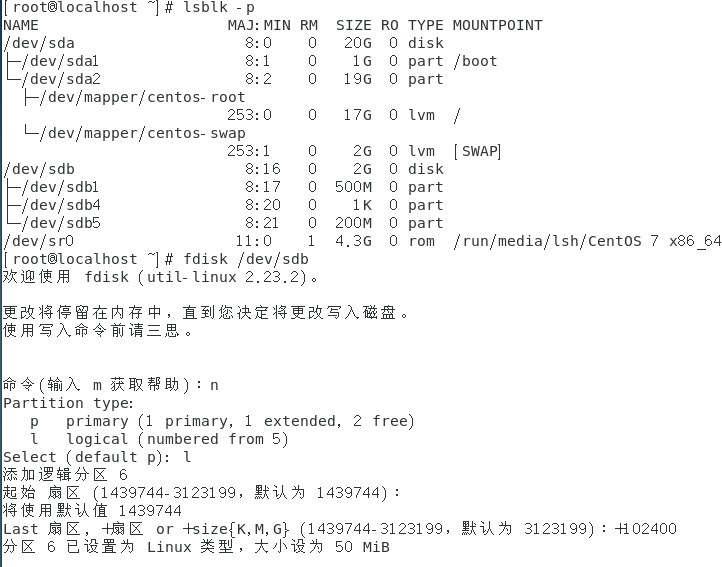 [root@localhost ~]# lsblk -p
NAME MAJ:MIN RM SIZE RO TYPE MOUNTPOINT
/dev/sda 8:0 0 20G 0 disk
├─/dev/sda1 8:1 0 1G 0 part /boot
└─/dev/sda2 8:2 0 19G 0 part
├─/dev/mapper/centos-root
253:0 0 17G 0 lvm /
└─/dev/mapper/centos-swap
253:1 0 2G 0 lvm [SWAP]
/dev/sdb 8:16 0 2G 0 disk
├─/dev/sdb1 8:17 0 500M 0 part
├─/dev/sdb4 8:20 0 1K 0 part
└─/dev/sdb5 8:21 0 200M 0 part
/dev/sr0 11:0 1 4.3G 0 rom /run/media/lsh/CentOS 7 x86_64
[root@localhost ~]# fdisk /dev/sdb
欢迎使用 fdisk (util-linux 2.23.2)。
更改将停留在内存中，直到您决定将更改写入磁盘。
使用写入命令前请三思。
命令(输入 m 获取帮助)：n
Partition type:
p primary (1 primary, 1 extended, 2 free)
l logical (numbered from 5)
Select (default p): l
添加逻辑分区 6
起始 扇区 (1439744-3123199，默认为 1439744)：
将使用默认值 1439744
Last 扇区, +扇区 or +size{K,M,G} (1439744-3123199，默认为 3123199)：+102400
分区 6 已设置为 Linux 类型，大小设为 50 MiB